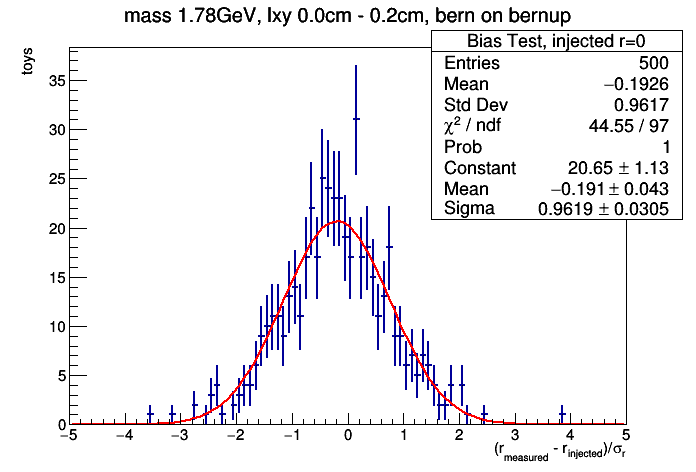 mass 1.78GeV, lxy 0.0cm - 0.2cm, bern on bernup
Bias Test, injected r=0
Entries 500
Mean −0.1926
Std Dev 0.9617
χ² / ndf 44.55 / 97
Prob 1
Constant 20.65 ± 1.13
Mean −0.191 ± 0.043
Sigma 0.9619 ± 0.0305
toys
35
30
25
20
15
10
5
0
−5 −4 −3 −2 −1 0 1 2 3 4 5
(r_measured - r_injected)/σ_r